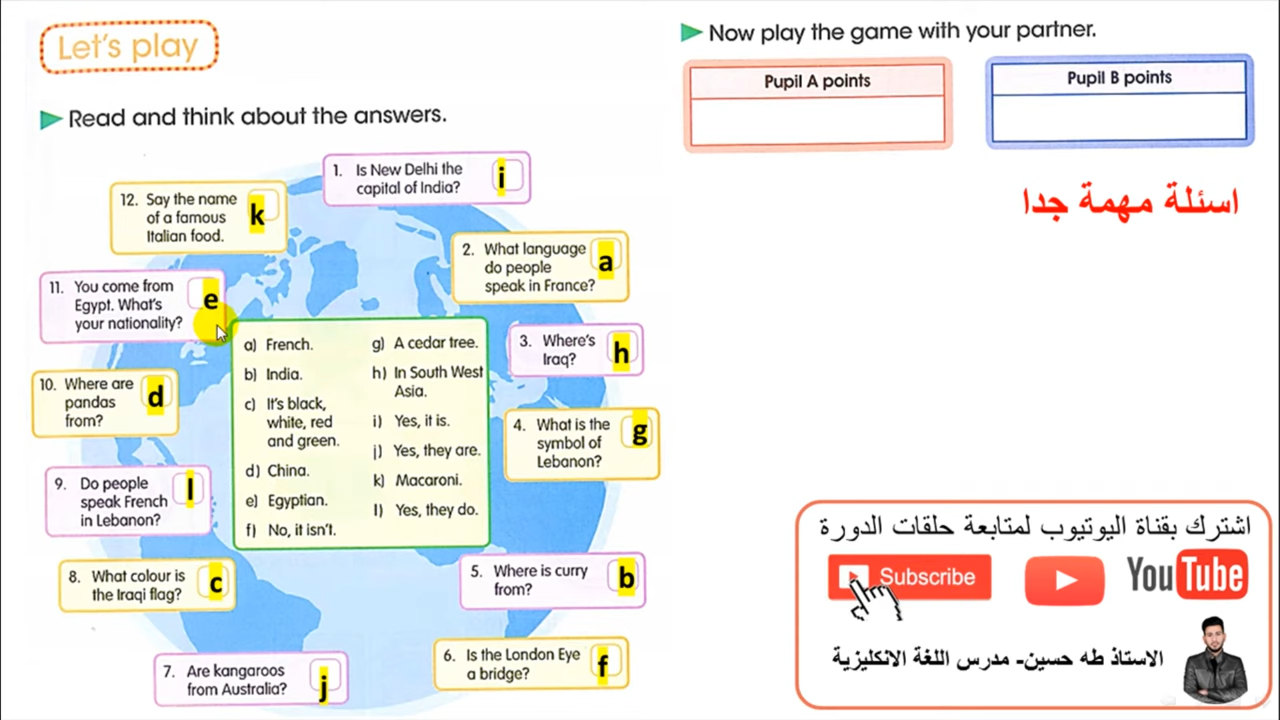 Let's play
Read and think about the answers.
1. Is New Delhi the
capital of India?
i
2. What language
do people
speak in France?
a
3. Where's
Iraq?
h
4. What is the
symbol of
Lebanon?
g
5. Where is curry
from?
b
6. Is the London Eye
a bridge?
f
7. Are kangaroos
from Australia?
j
8. What colour is
the Iraqi flag?
c
9. Do people
speak French
in Lebanon?
l
10. Where are
pandas
from?
d
11. You come from
Egypt. What's
your nationality?
e
12. Say the name
of a famous
Italian food.
k
a) French.
b) India.
c) It's black,
white, red
and green.
d) China.
e) Egyptian.
f) No, it isn't.
g) A cedar tree.
h) In South West
Asia.
i) Yes, it is.
j) Yes, they are.
k) Macaroni.
l) Yes, they do.
Now play the game with your partner.
Pupil A points
Pupil B points
اسئلة مهمة جدا
اشترك بقناة اليوتيوب لمتابعة حلقات الدورة
Subscribe
YouTube
الاستاذ طه حسين- مدرس اللغة الانكليزية